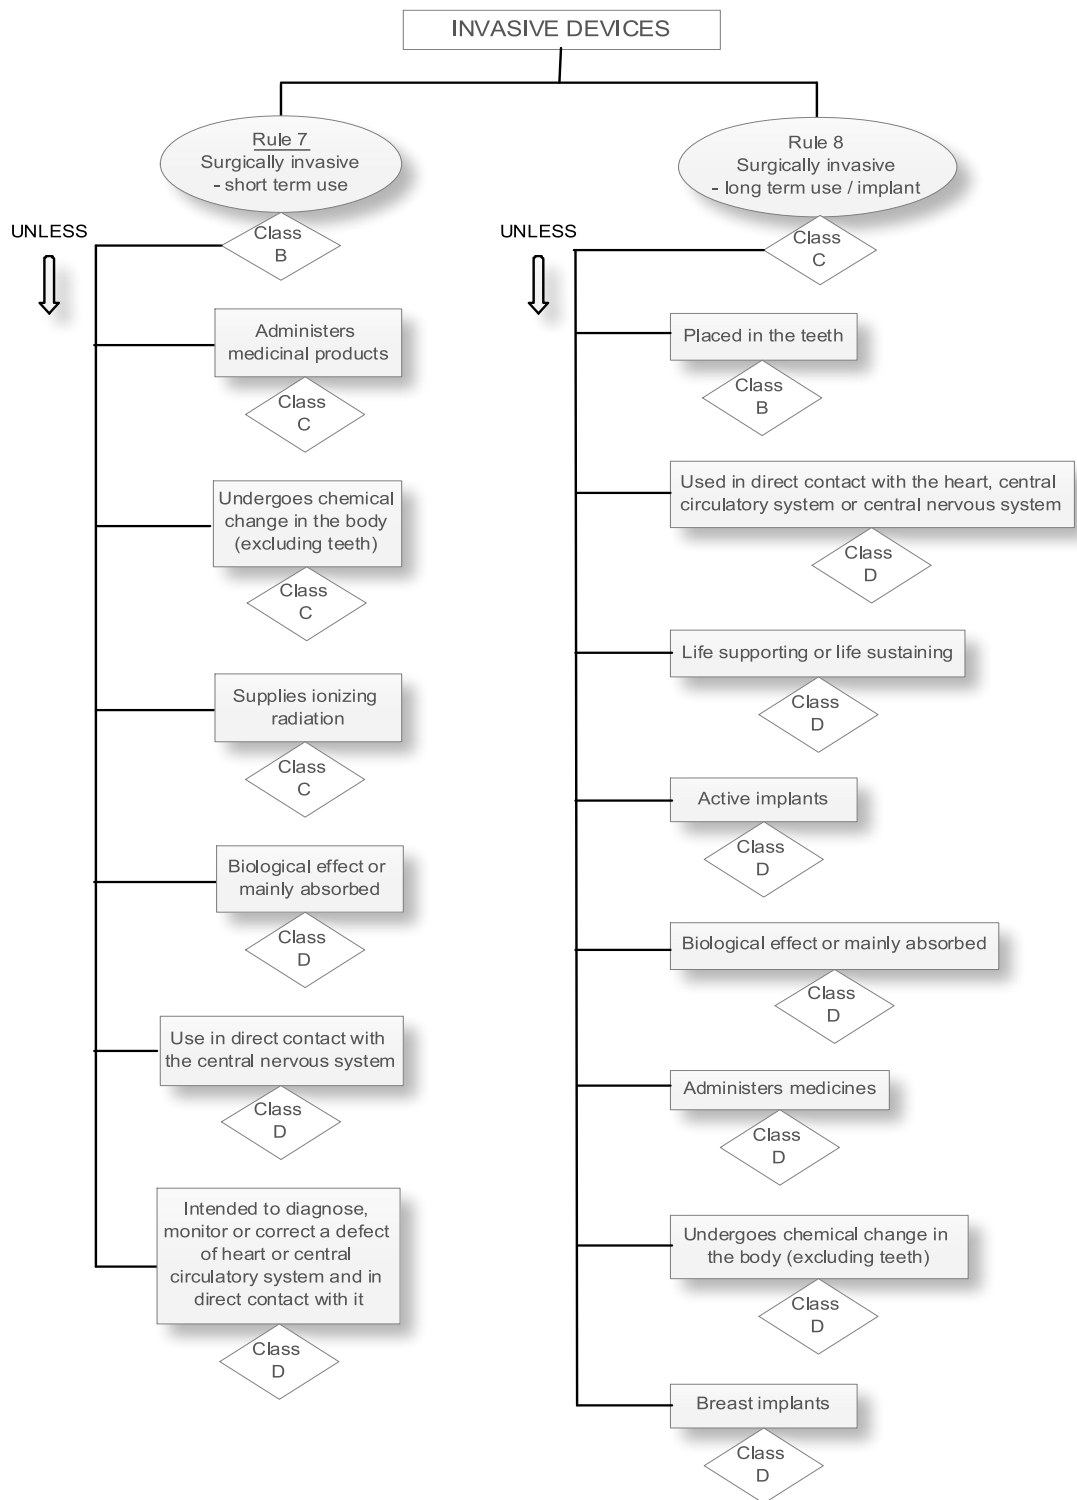 INVASIVE DEVICES
Rule 7
Surgically invasive
- short term use
UNLESS
Class
B
Administers
medicinal products
Class
C
Undergoes chemical
change in the body
(excluding teeth)
Class
C
Supplies ionizing
radiation
Class
C
Biological effect or
mainly absorbed
Class
D
Use in direct contact with
the central nervous system
Class
D
Intended to diagnose,
monitor or correct a defect
of heart or central
circulatory system and in
direct contact with it
Class
D
Rule 8
Surgically invasive
- long term use / implant
UNLESS
Class
C
Placed in the teeth
Class
B
Used in direct contact with the heart, central
circulatory system or central nervous system
Class
D
Life supporting or life sustaining
Class
D
Active implants
Class
D
Biological effect or mainly absorbed
Class
D
Administers medicines
Class
D
Undergoes chemical change in
the body (excluding teeth)
Class
D
Breast implants
Class
D